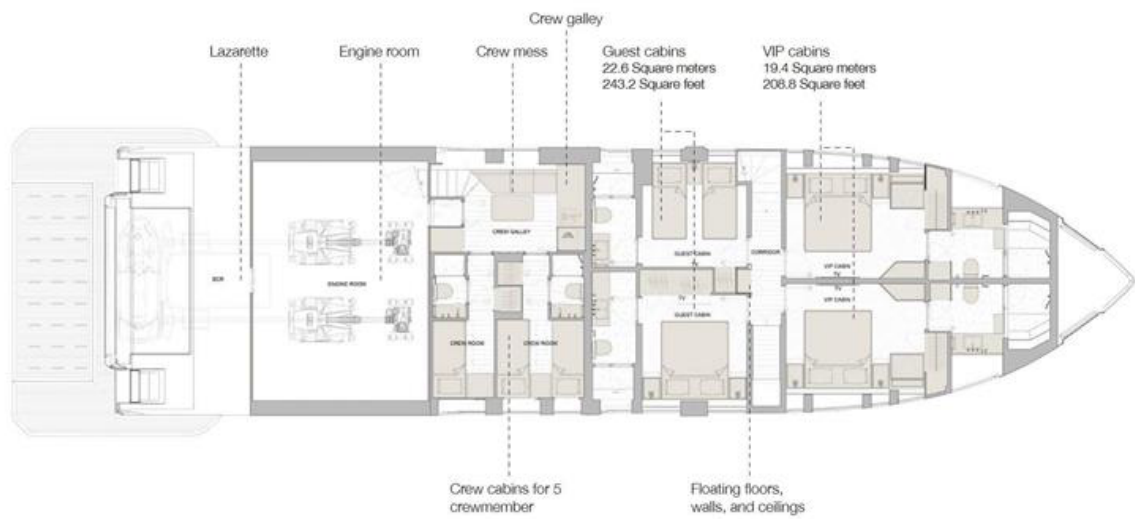 Crew galley
Lazarette
Engine room
Crew mess
Guest cabins
22.6 Square meters
243.2 Square feet
VIP cabins
19.4 Square meters
208.8 Square feet
CREW GALLEY
GUEST CABIN
TV
CORRIDOR
VIP CABIN
TV
ENGINE ROOM
TV
VIP CABIN
TV
GUEST CABIN
CREW ROOM
CREW ROOM
Crew cabins for 5
crewmember
Floating floors,
walls, and ceilings